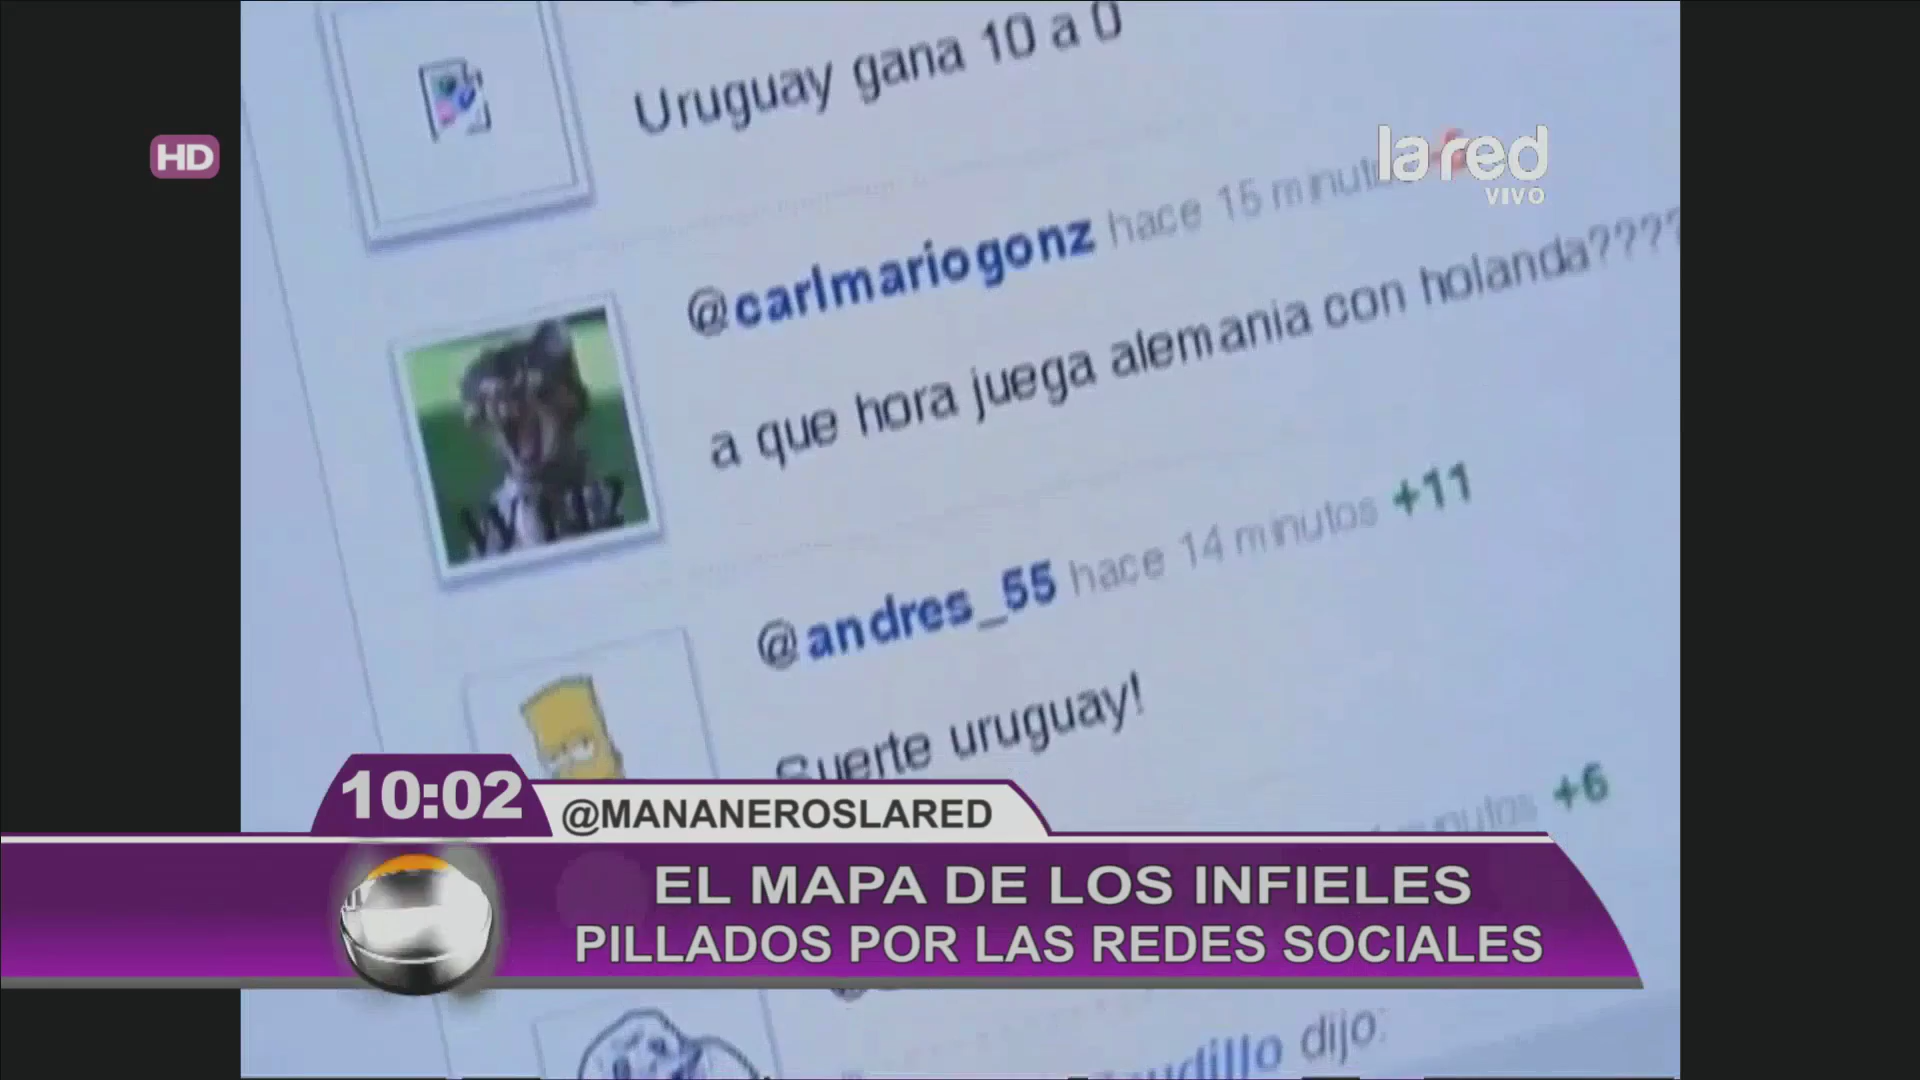 Uruguay gana 10 a 0
HD
la red
VIVO
@carlmariogonz hace 15
a que hora juega alemania con holanda????
@andres_55 hace 14 minutos +11
Suerte uruguay!
minutos +6
10:02
@MANANEROSLARED
EL MAPA DE LOS INFIELES
PILLADOS POR LAS REDES SOCIALES
dijo: